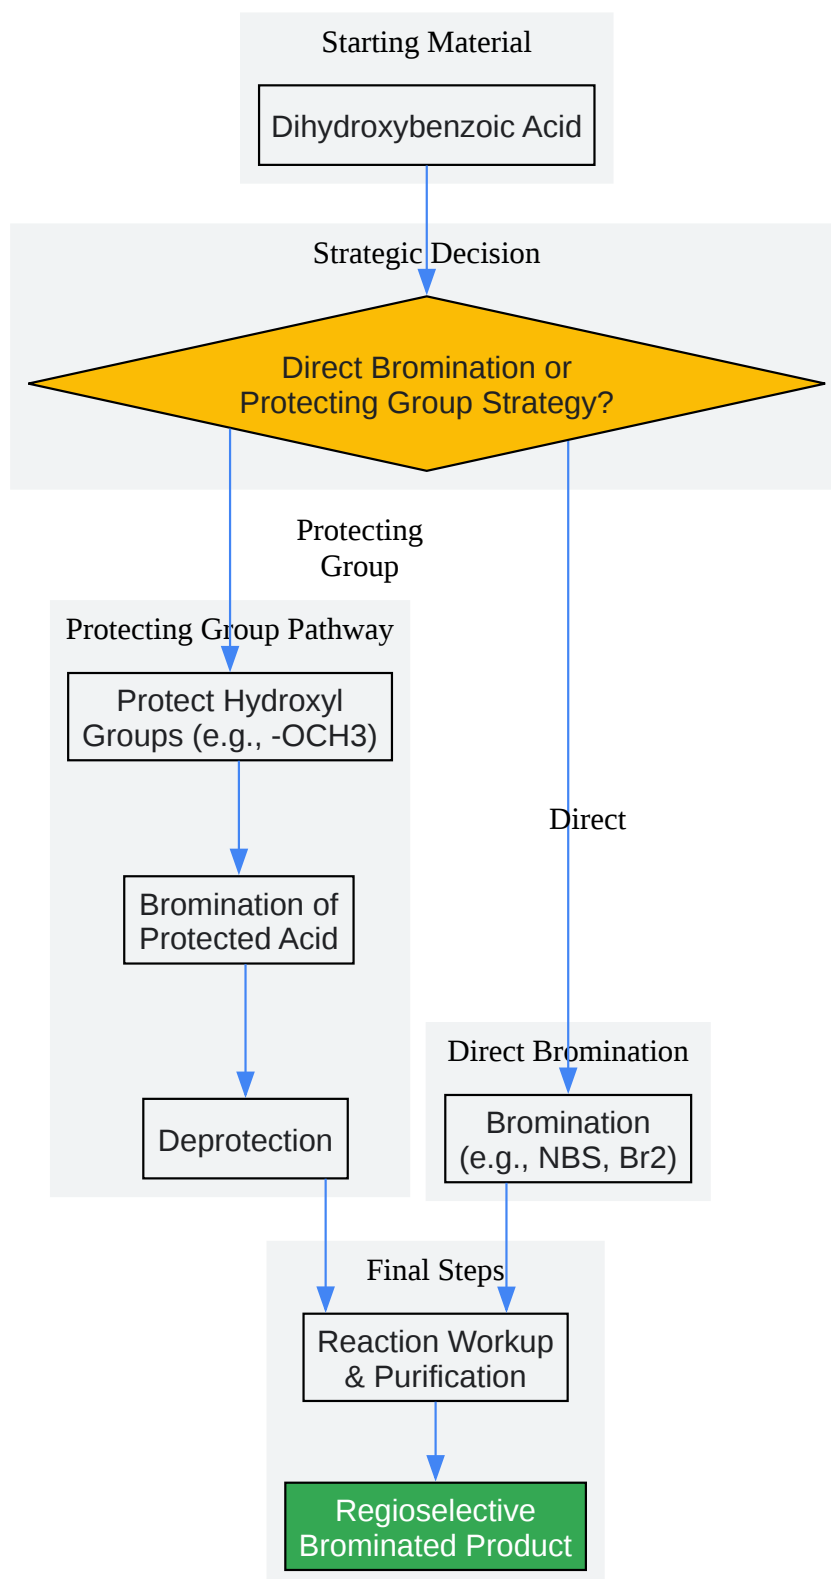 Starting Material
Dihydroxybenzoic Acid
Strategic Decision
Direct Bromination or
Protecting Group Strategy?
Protecting
Group
Protecting Group Pathway
Protect Hydroxyl
Groups (e.g., -OCH3)
Direct
Bromination of
Protected Acid
Direct Bromination
Deprotection
Bromination
(e.g., NBS, Br2)
Final Steps
Reaction Workup
& Purification
Regioselective
Brominated Product